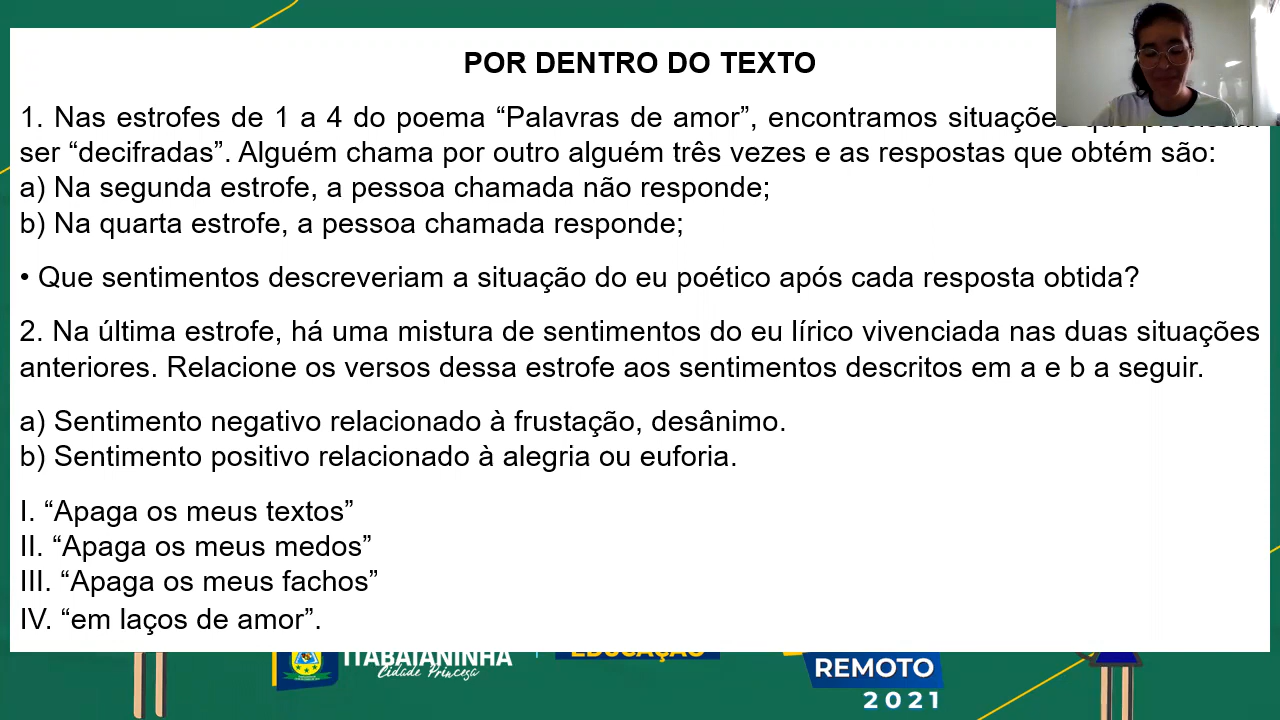 POR DENTRO DO TEXTO
1. Nas estrofes de 1 a 4 do poema “Palavras de amor”, encontramos situações que precisam
ser “decifradas”. Alguém chama por outro alguém três vezes e as respostas que obtém são:
a) Na segunda estrofe, a pessoa chamada não responde;
b) Na quarta estrofe, a pessoa chamada responde;
• Que sentimentos descreveriam a situação do eu poético após cada resposta obtida?
2. Na última estrofe, há uma mistura de sentimentos do eu lírico vivenciada nas duas situações
anteriores. Relacione os versos dessa estrofe aos sentimentos descritos em a e b a seguir.
a) Sentimento negativo relacionado à frustação, desânimo.
b) Sentimento positivo relacionado à alegria ou euforia.
I. “Apaga os meus textos”
II. “Apaga os meus medos”
III. “Apaga os meus fachos”
IV. “em laços de amor”.
ITABAIANINHA
Cidade Princesa
EDUCAÇÃO
REMOTO
2021